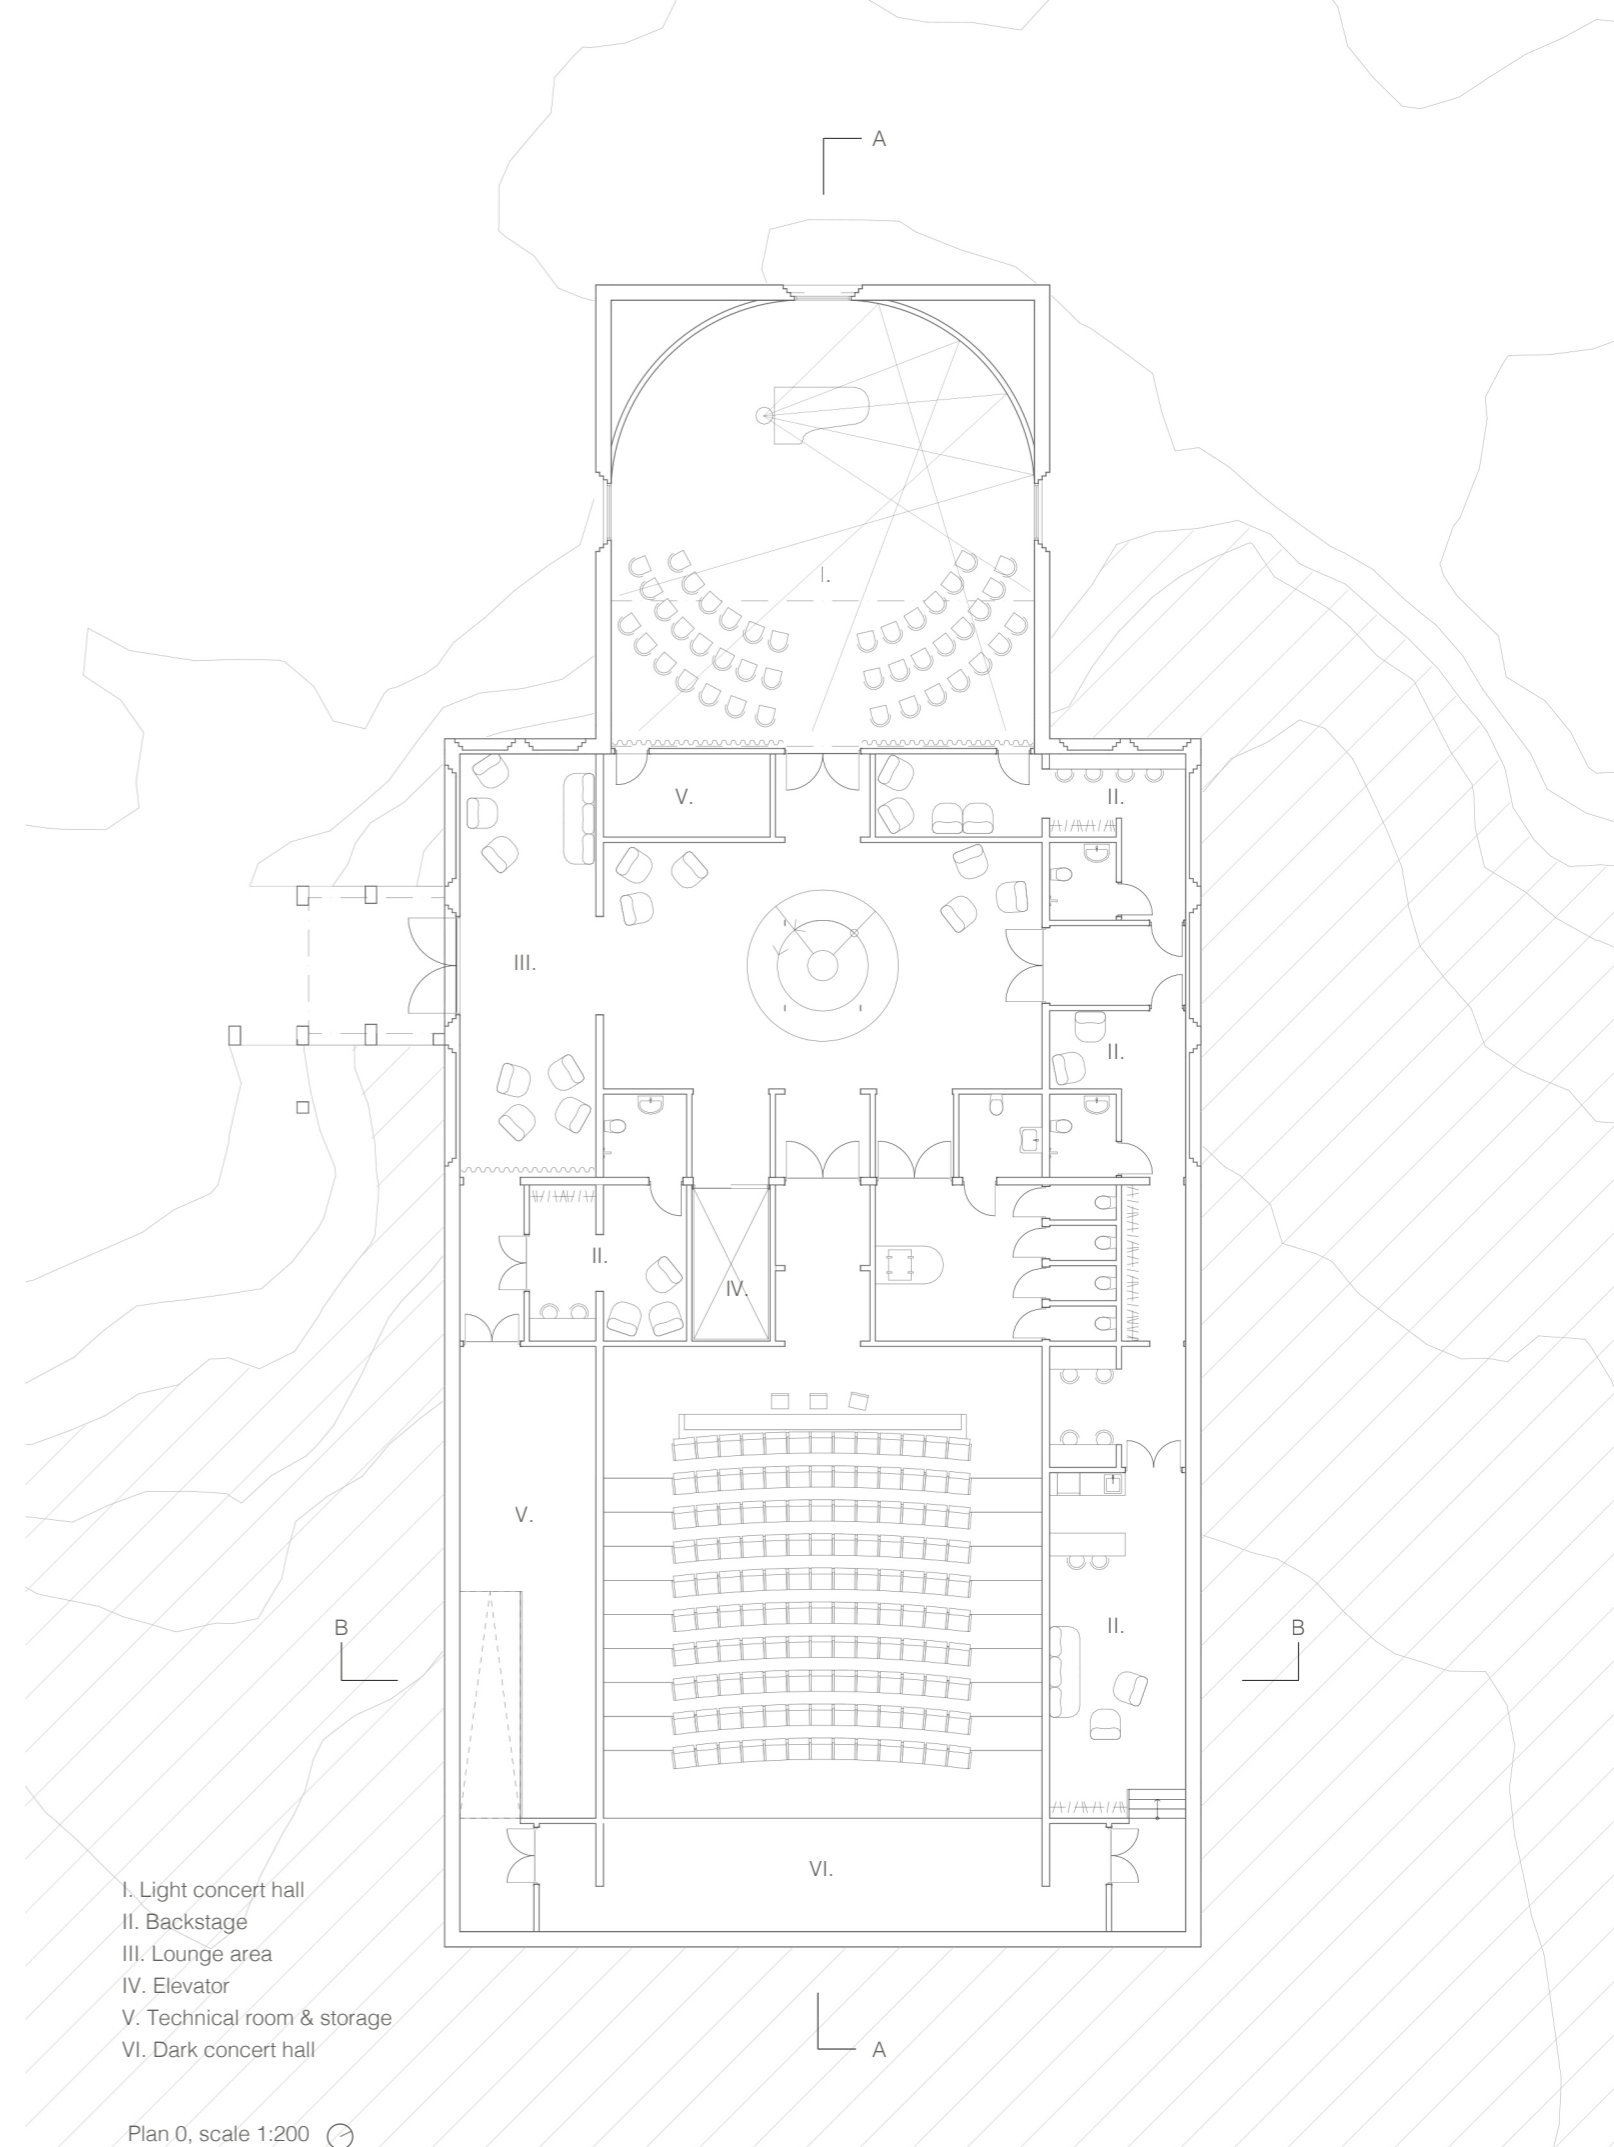 A
I.
V.
II.
III.
II.
II.
IV.
V.
B
II.
B
VI.
I. Light concert hall
II. Backstage
III. Lounge area
IV. Elevator
V. Technical room & storage
VI. Dark concert hall
A
Plan 0, scale 1:200